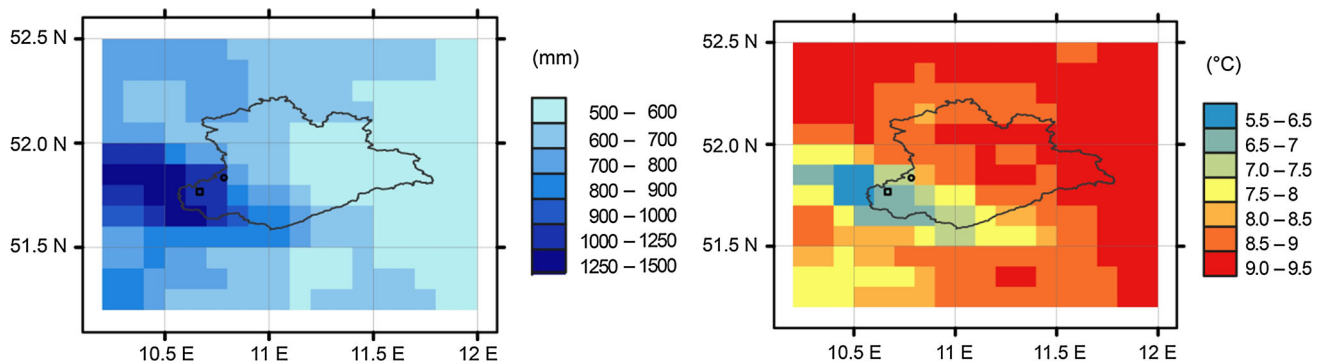 52.5 N
52.0 N
51.5 N
10.5 E
11 E
11.5 E
12 E
(mm)
500 – 600
600 – 700
700 – 800
800 – 900
900 – 1000
1000 – 1250
1250 – 1500
52.5 N
52.0 N
51.5 N
10.5 E
11 E
11.5 E
12 E
(°C)
5.5 – 6.5
6.5 – 7
7.0 – 7.5
7.5 – 8
8.0 – 8.5
8.5 – 9
9.0 – 9.5